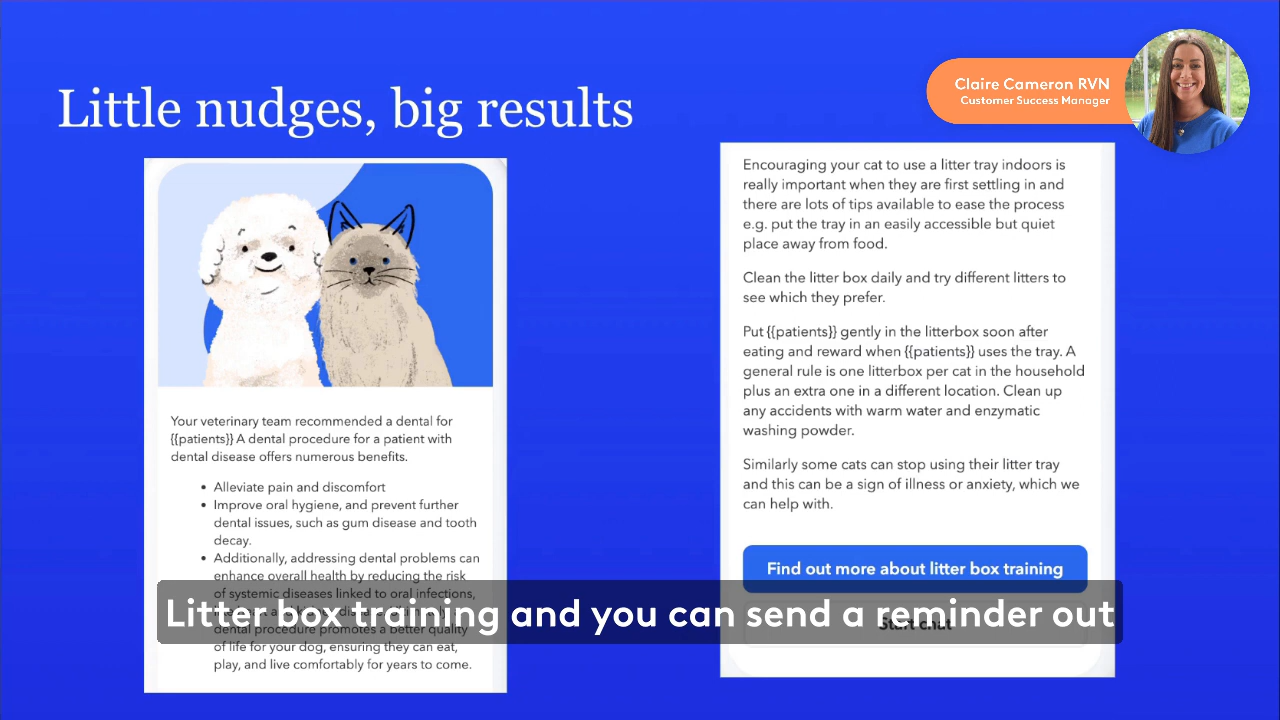 Little nudges, big results
Claire Cameron RVN
Customer Success Manager
Your veterinary team recommended a dental for
{{patients}} A dental procedure for a patient with
dental disease offers numerous benefits.
• Alleviate pain and discomfort
• Improve oral hygiene, and prevent further
dental issues, such as gum disease and tooth
decay.
• Additionally, addressing dental problems can
enhance overall health by reducing the risk
of systemic diseases linked to oral infections,
dental procedure promotes a better quality
of life for your dog, ensuring they can eat,
play, and live comfortably for years to come.
Encouraging your cat to use a litter tray indoors is
really important when they are first settling in and
there are lots of tips available to ease the process
e.g. put the tray in an easily accessible but quiet
place away from food.
Clean the litter box daily and try different litters to
see which they prefer.
Put {{patients}} gently in the litterbox soon after
eating and reward when {{patients}} uses the tray. A
general rule is one litterbox per cat in the household
plus an extra one in a different location. Clean up
any accidents with warm water and enzymatic
washing powder.
Similarly some cats can stop using their litter tray
and this can be a sign of illness or anxiety, which we
can help with.
Find out more about litter box training
Start chat
Litter box training and you can send a reminder out